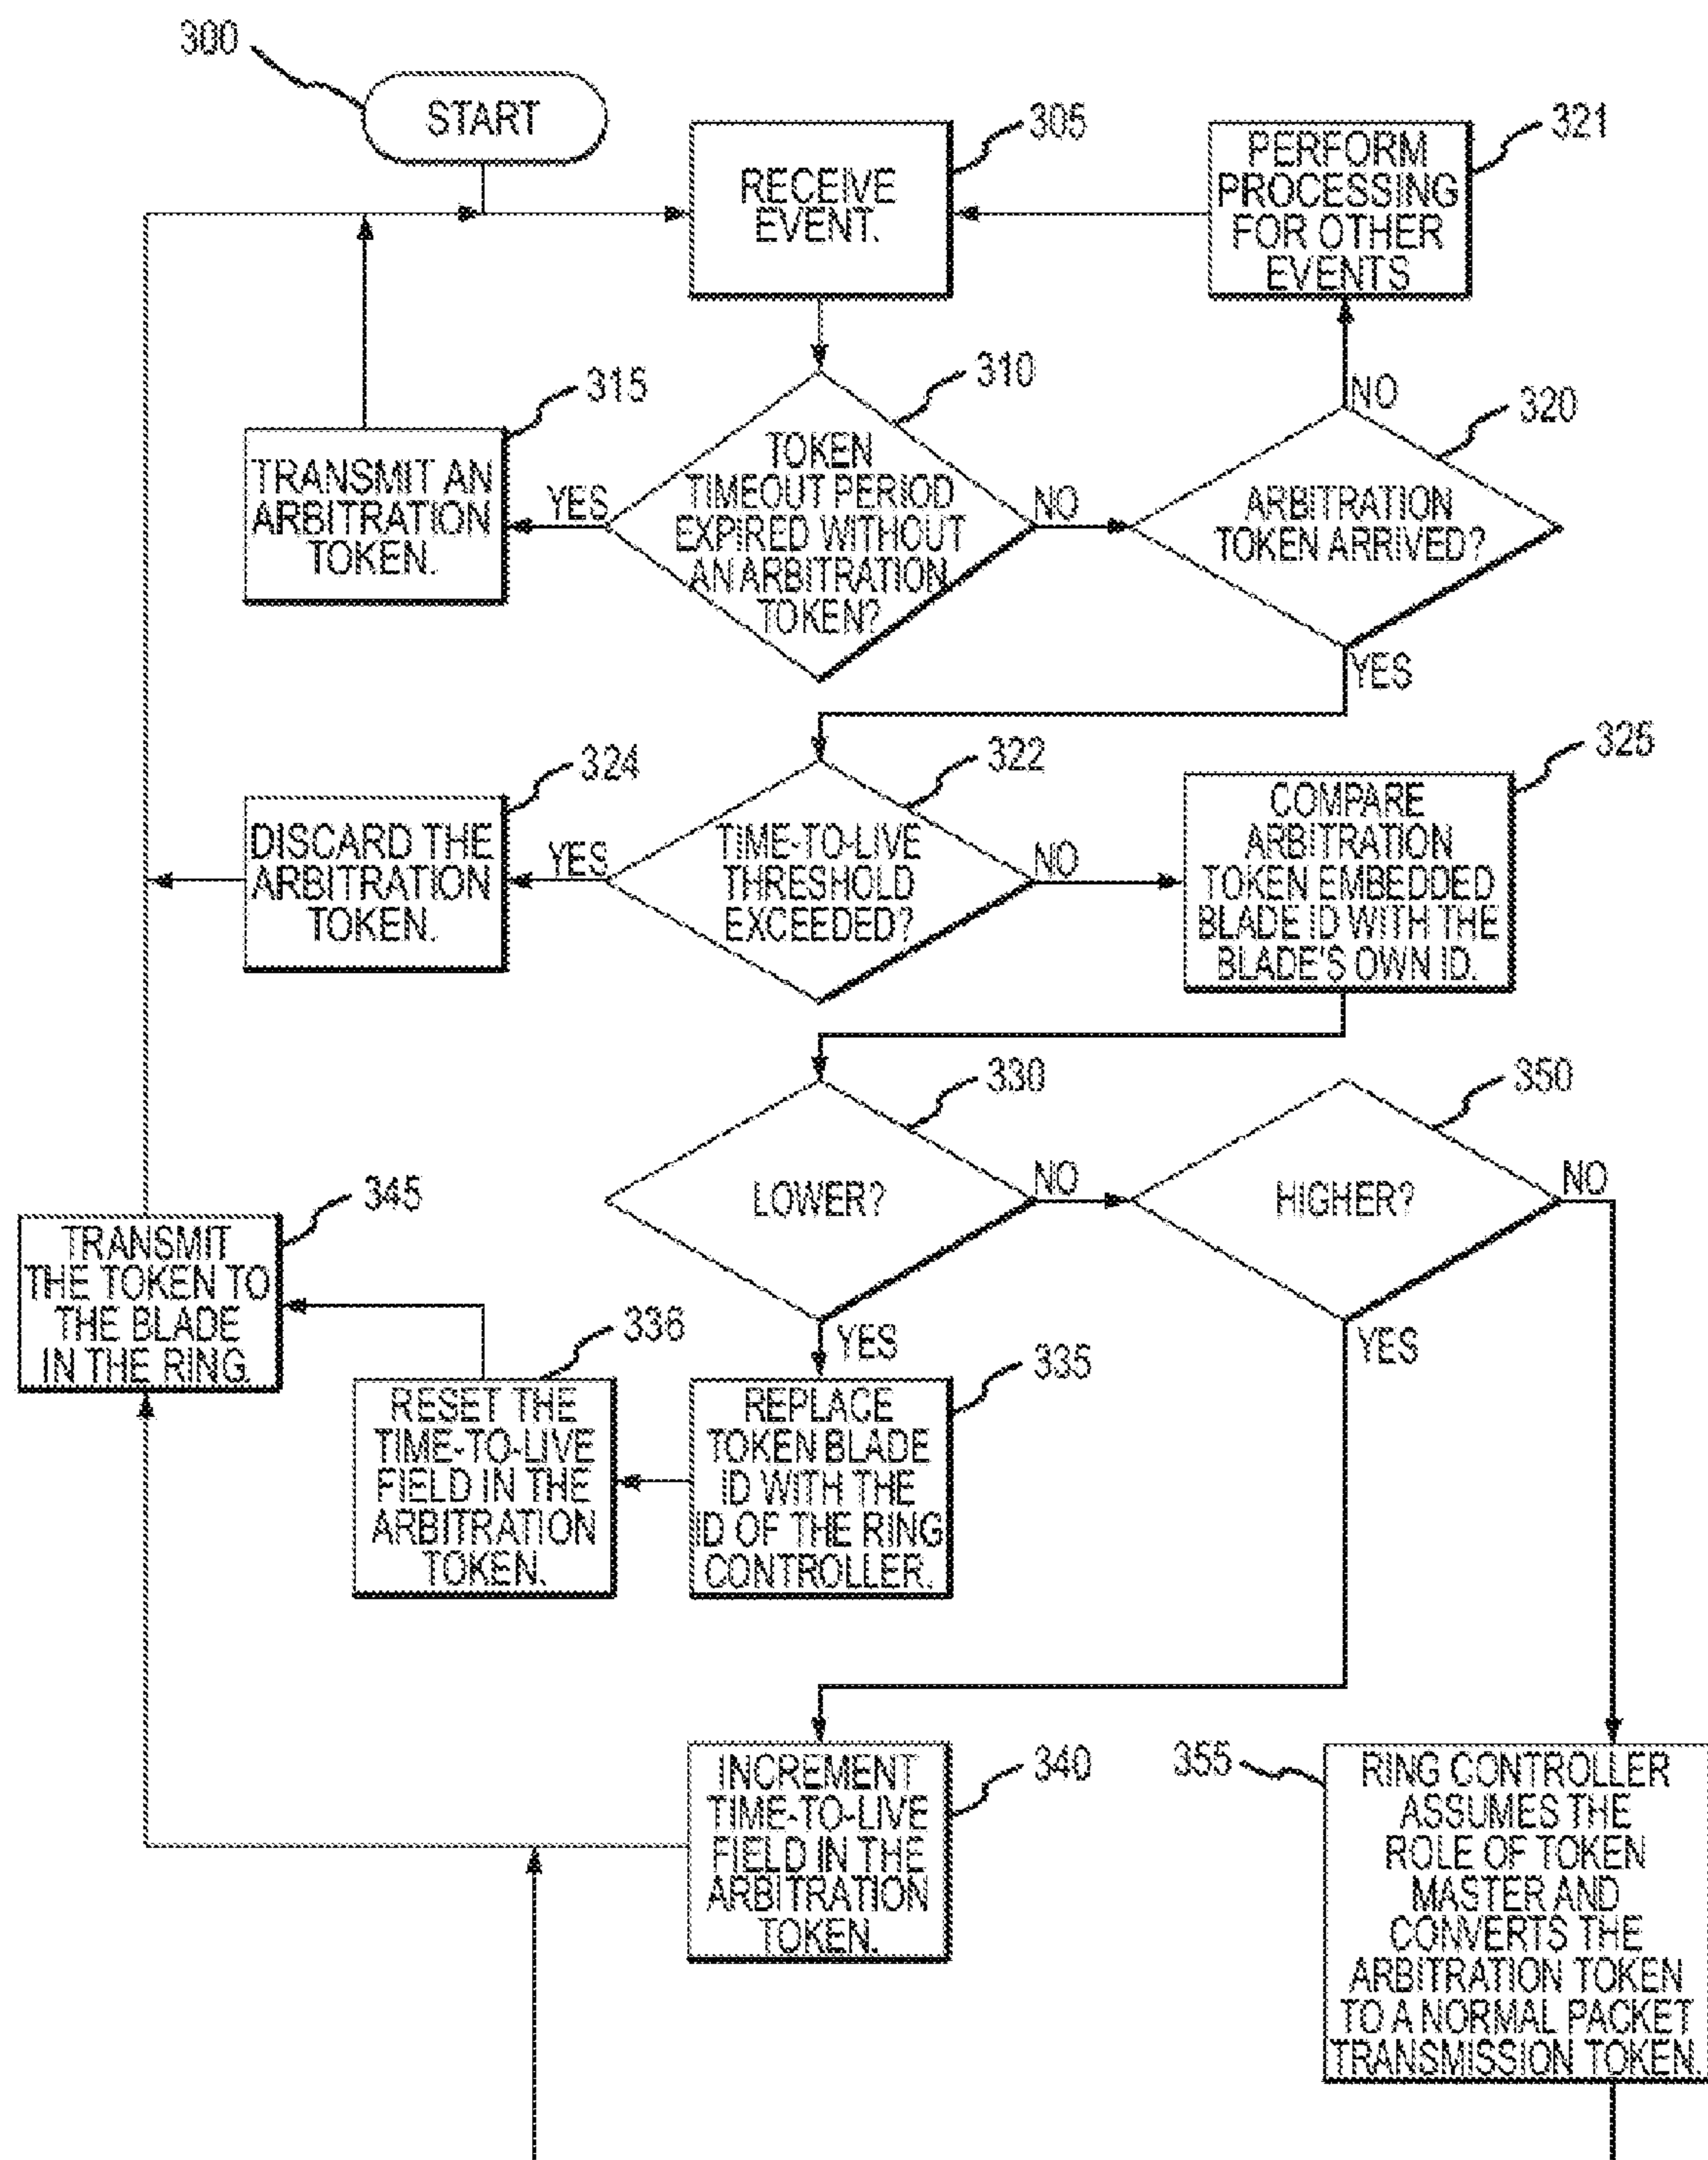 300
START
305
RECEIVE
EVENT.
321
PERFORM
PROCESSING
FOR OTHER
EVENTS
315
TRANSMIT AN
ARBITRATION
TOKEN.
YES
310
TOKEN
TIMEOUT PERIOD
EXPIRED WITHOUT
AN ARBITRATION
TOKEN?
NO
NO
320
ARBITRATION
TOKEN ARRIVED?
YES
324
DISCARD THE
ARBITRATION
TOKEN.
YES
322
TIME-TO-LIVE
THRESHOLD
EXCEEDED?
NO
325
COMPARE
ARBITRATION
TOKEN EMBEDDED
BLADE ID WITH THE
BLADE'S OWN ID.
330
LOWER?
NO
YES
350
HIGHER?
NO
YES
345
TRANSMIT
THE TOKEN TO
THE BLADE
IN THE RING.
336
RESET THE
TIME-TO-LIVE
FIELD IN THE
ARBITRATION
TOKEN.
335
REPLACE
TOKEN BLADE
ID WITH THE
ID OF THE RING
CONTROLLER.
340
INCREMENT
TIME-TO-LIVE
FIELD IN THE
ARBITRATION
TOKEN.
355
RING CONTROLLER
ASSUMES THE
ROLE OF TOKEN
MASTER AND
CONVERTS THE
ARBITRATION TOKEN
TO A NORMAL PACKET
TRANSMISSION TOKEN.